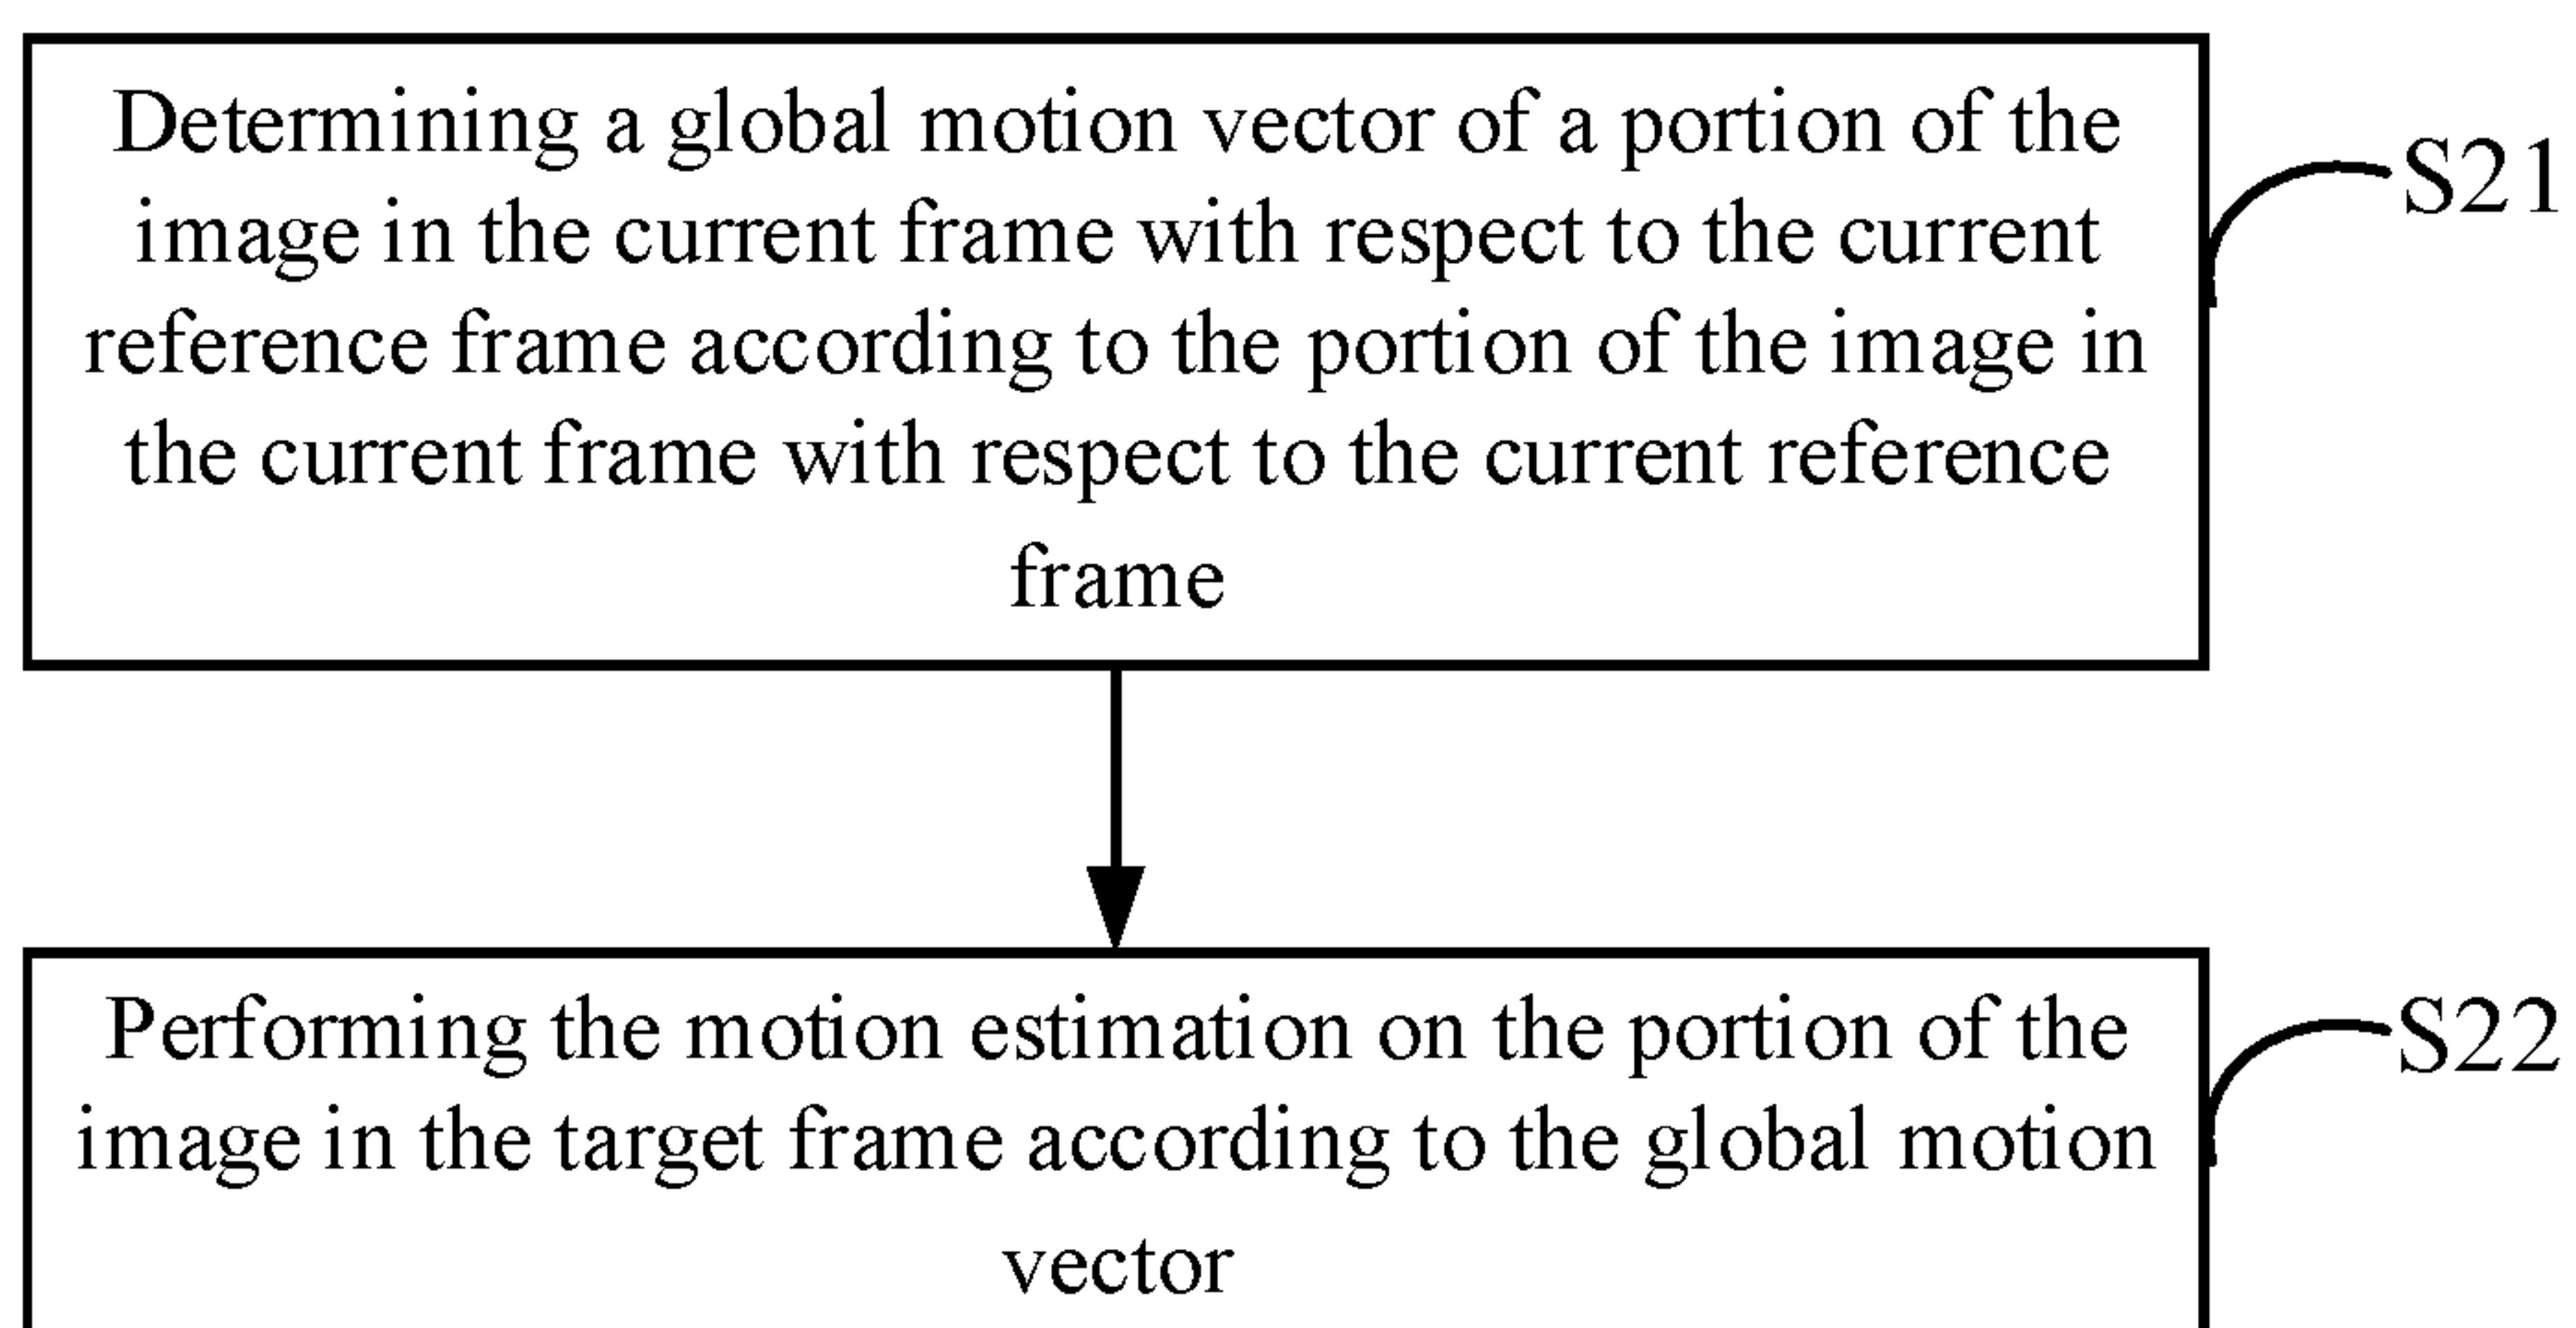 Determining a global motion vector of a portion of the
image in the current frame with respect to the current
reference frame according to the portion of the image in
the current frame with respect to the current reference
frame
S21
Performing the motion estimation on the portion of the
image in the target frame according to the global motion
vector
S22